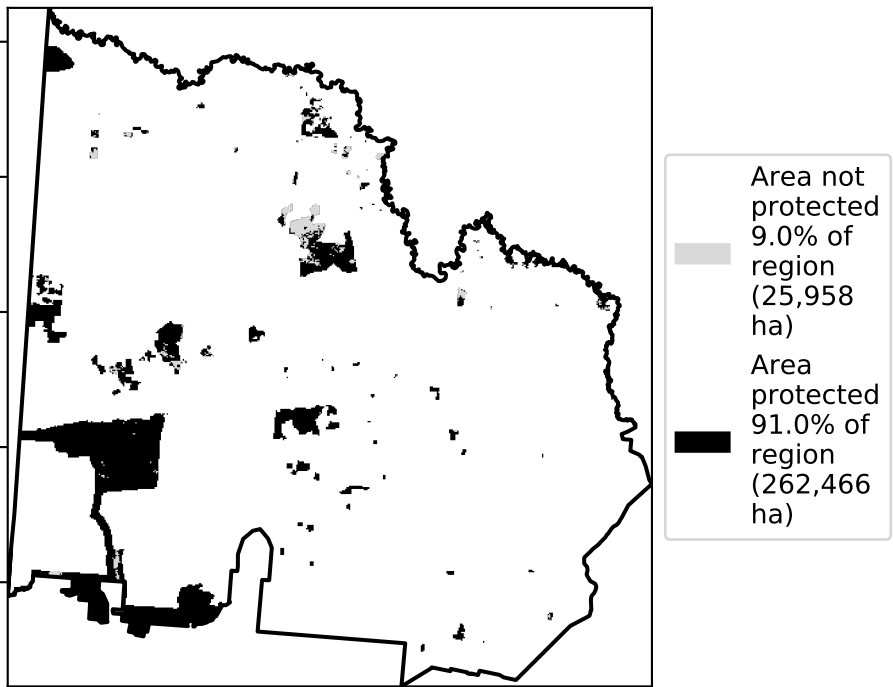 Area not
protected
9.0% of
region
(25,958
ha)
Area
protected
91.0% of
region
(262,466
ha)